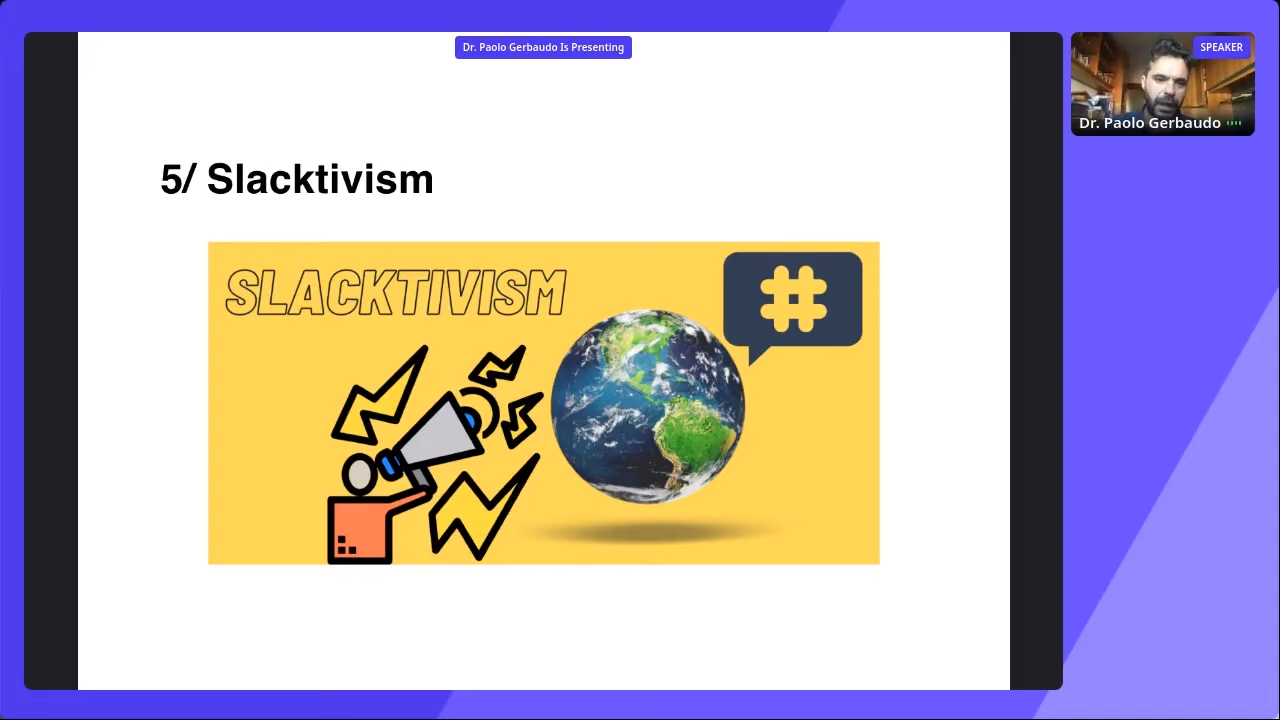 Dr. Paolo Gerbaudo Is Presenting
SPEAKER
Dr. Paolo Gerbaudo
5/ Slacktivism
SLACKTIVISM
#